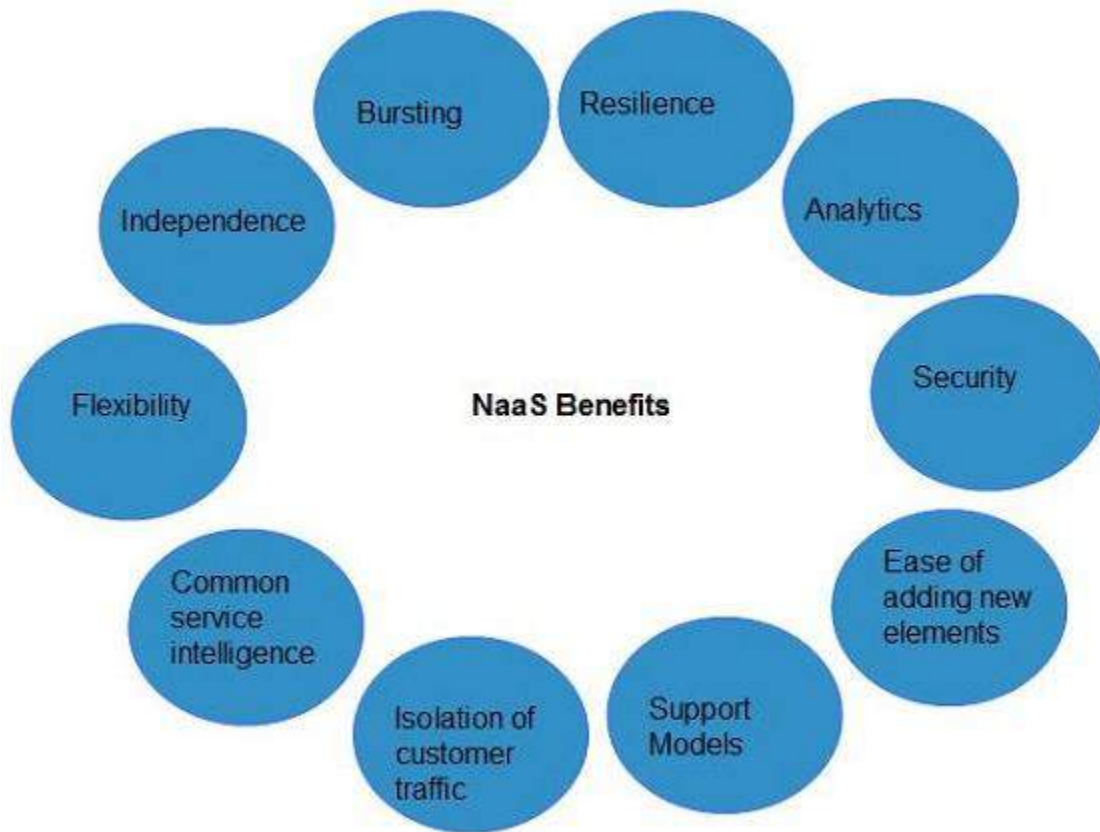 Bursting
Resilience
Analytics
Independence
Security
Flexibility
NaaS Benefits
Ease of
adding new
elements
Common
service
intelligence
Support
Models
Isolation of
customer
traffic